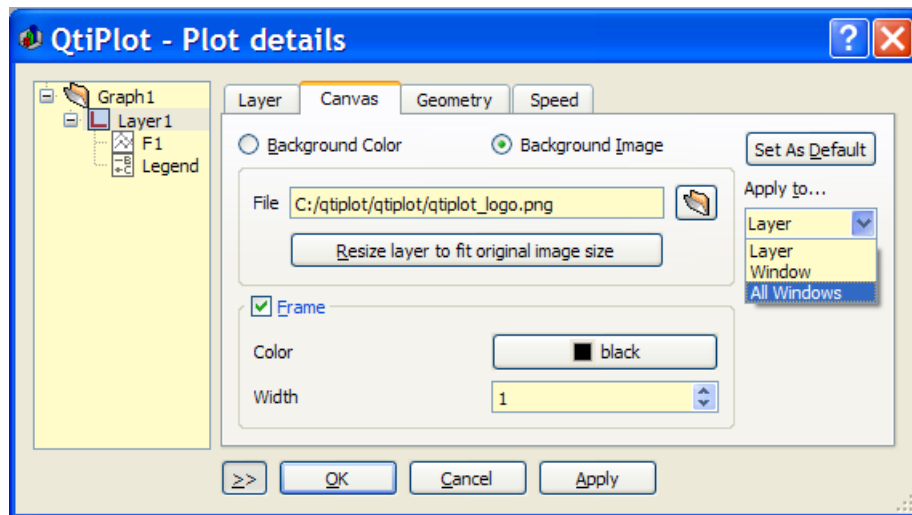 QtiPlot - Plot details
Graph1
Layer1
F1
Legend
Layer Canvas Geometry Speed
Background Color Background Image
File C:/qtiplot/qtiplot/qtiplot_logo.png
Resize layer to fit original image size
Frame
Color black
Width 1
Set As Default
Apply to...
Layer
Layer
Window
All Windows
>> OK Cancel Apply